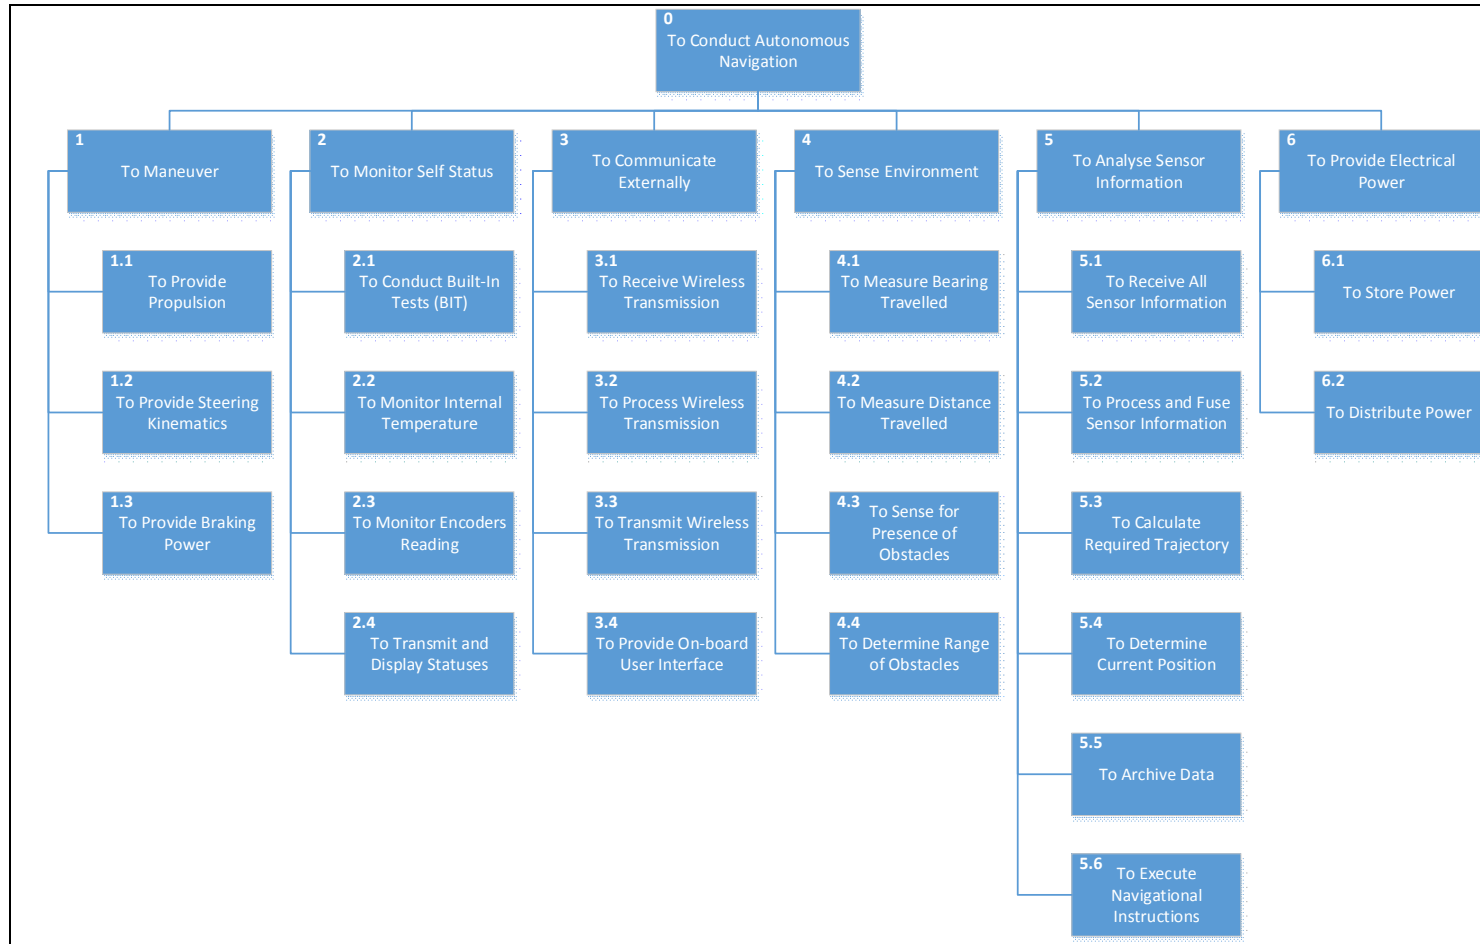 0
To Conduct Autonomous
Navigation
1
To Maneuver
2
To Monitor Self Status
3
To Communicate
Externally
4
To Sense Environment
5
To Analyse Sensor
Information
6
To Provide Electrical
Power
1.1
To Provide
Propulsion
2.1
To Conduct Built-In
Tests (BIT)
3.1
To Receive Wireless
Transmission
4.1
To Measure Bearing
Travelled
5.1
To Receive All
Sensor Information
6.1
To Store Power
1.2
To Provide Steering
Kinematics
2.2
To Monitor Internal
Temperature
3.2
To Process Wireless
Transmission
4.2
To Measure Distance
Travelled
5.2
To Process and Fuse
Sensor Information
6.2
To Distribute Power
1.3
To Provide Braking
Power
2.3
To Monitor Encoders
Reading
3.3
To Transmit Wireless
Transmission
4.3
To Sense for
Presence of
Obstacles
5.3
To Calculate
Required Trajectory
2.4
To Transmit and
Display Statuses
3.4
To Provide On-board
User Interface
4.4
To Determine Range
of Obstacles
5.4
To Determine
Current Position
5.5
To Archive Data
5.6
To Execute
Navigational
Instructions